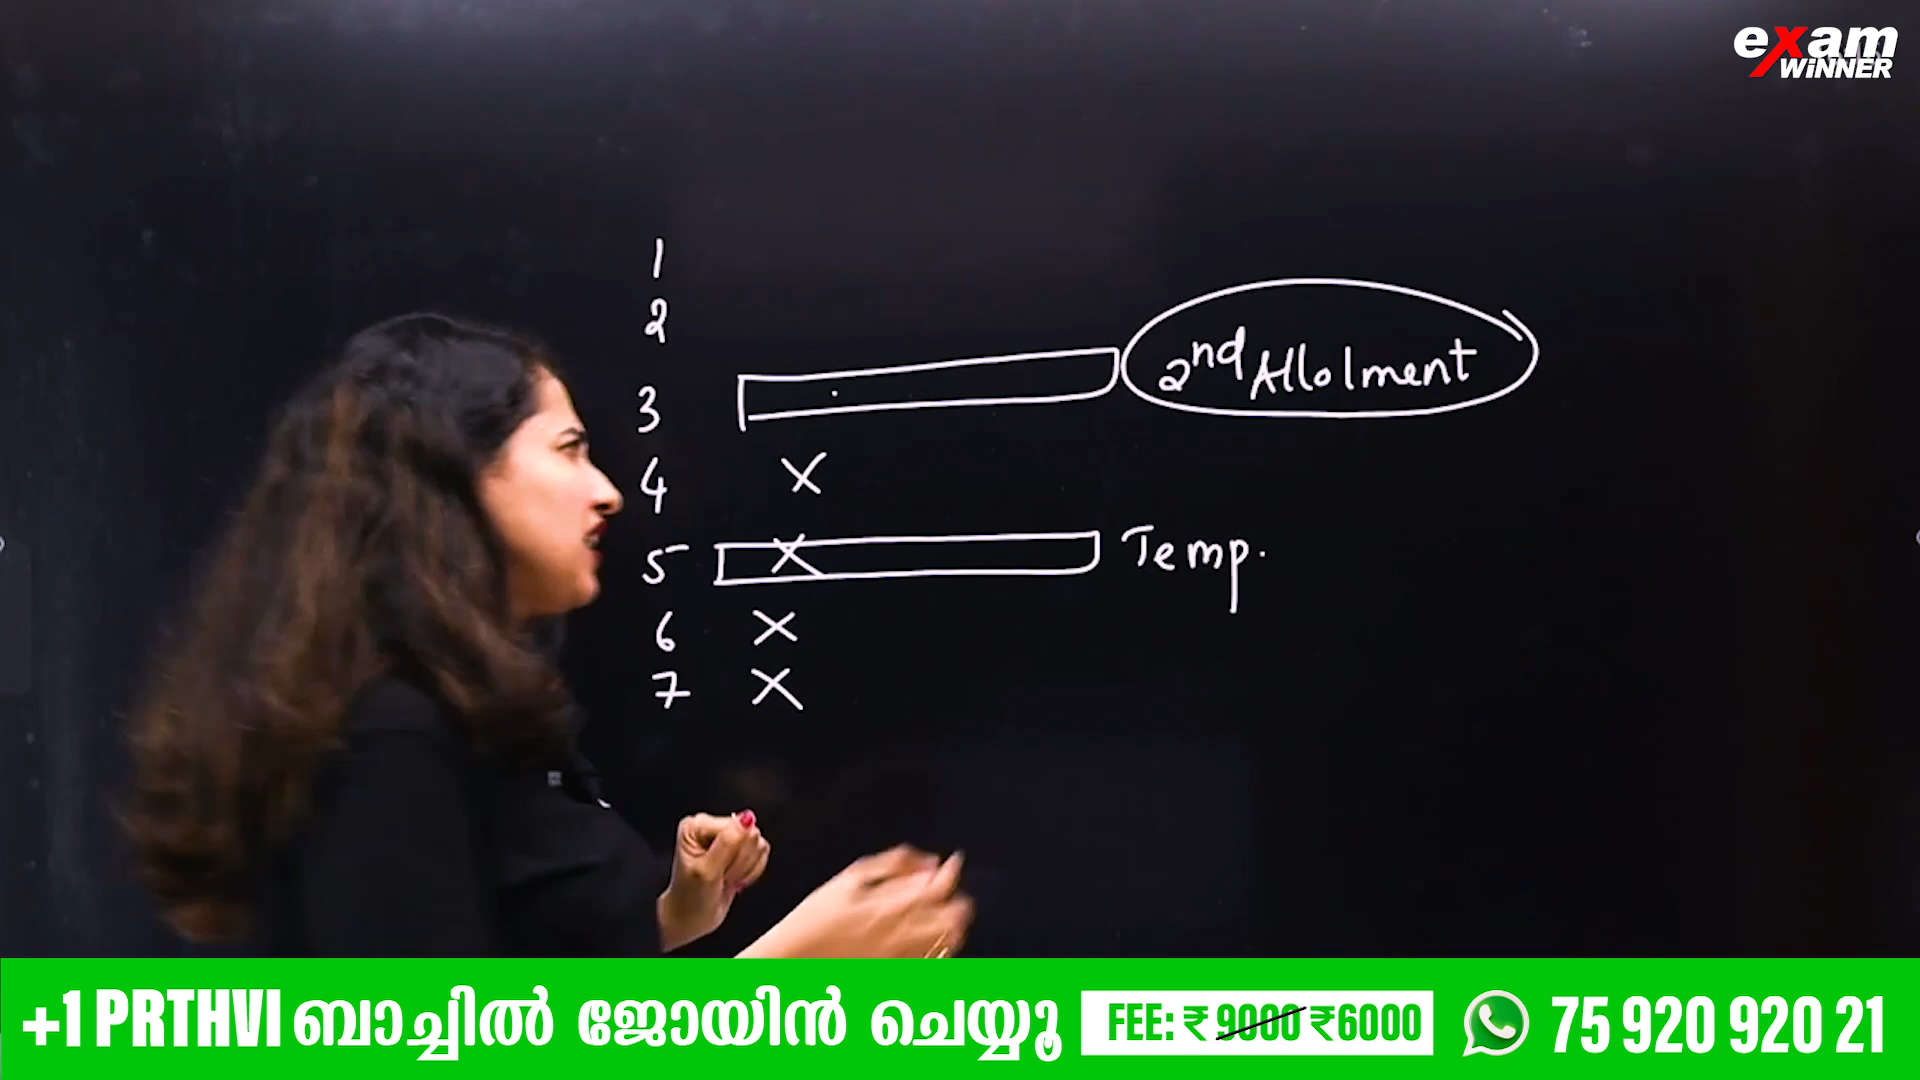 exam
WiNNER
1
2
3
2nd Allolment
4 X
5 X Temp.
6 X
7 X
+1 PRTHVI ബാച്ചിൽ ജോയിൻ ചെയ്യൂ FEE: ₹ 9000 ₹6000 75 920 920 21